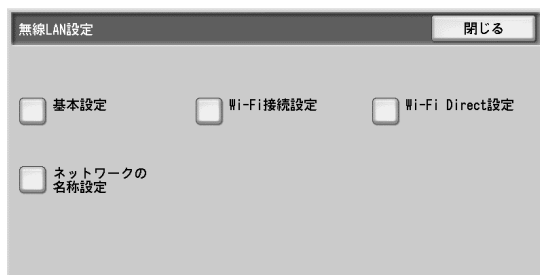 無線LAN設定
閉じる
基本設定
Wi-Fi接続設定
Wi-Fi Direct設定
ネットワークの
名称設定